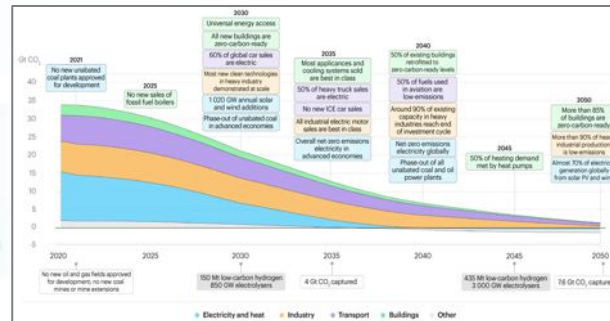 2030
Universal energy access
All new buildings are
zero-carbon-ready
60% of global car sales
are electric
Most new clean technologies
in heavy industry
demonstrated at scale
1 020 GW annual solar
and wind additions
Phase-out of unabated coal
in advanced economies
2021
No new unabated
coal plants approved
for development
2025
No new sales of
fossil fuel boilers
2035
Most appliances and
cooling systems sold
are best in class
50% of heavy truck sales
are electric
No new ICE car sales
All industrial electric motor
sales are best in class
Overall net zero emissions
electricity in
advanced economies
2040
50% of existing buildings
retrofitted to
zero-carbon-ready levels
50% of fuels used
in aviation are
low-emissions
Around 90% of existing
capacity in heavy
industries reach end
of investment cycle
Net zero emissions
electricity globally
Phase-out of all
unabated coal and oil
power plants
2045
50% of heating demand
met by heat pumps
2050
More than 85%
of buildings are
zero-carbon-ready
More than 90% of heavy
industrial production
is low-emissions
Almost 70% of electricity
generation globally
from solar PV and wind
Gt CO2
40
35
30
25
20
15
10
5
0
-5
2020
2025
2030
2035
2040
2045
2050
No new oil and gas fields approved
for development; no new coal
mines or mine extensions
150 Mt low-carbon hydrogen
850 GW electrolysers
4 Gt CO2 captured
435 Mt low-carbon hydrogen
3 000 GW electrolysers
7.6 Gt CO2 captured
Electricity and heat
Industry
Transport
Buildings
Other